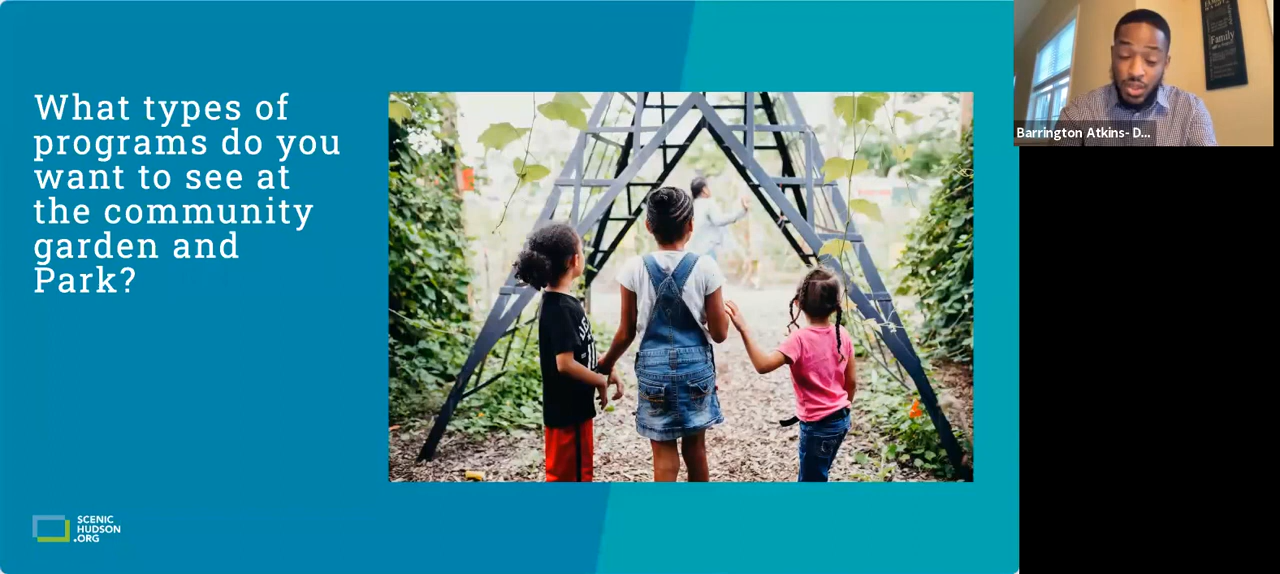 What types of
programs do you
want to see at
the community
garden and
Park?
SCENIC
HUDSON
.ORG
Family
Barrington Atkins- D...